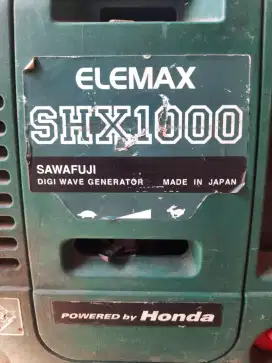 ELEMAX
SHX1000
SAWAFUJI
DIGI WAVE GENERATOR MADE IN JAPAN
POWERED by Honda